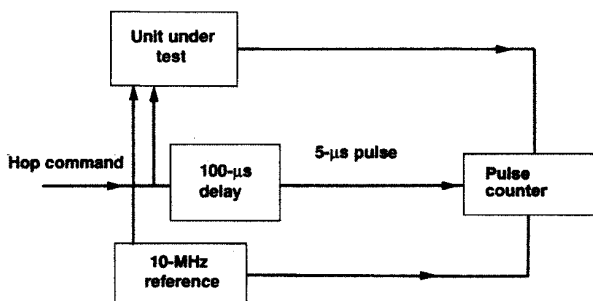 Unit under
test
Hop command
100-µs
delay
5-µs pulse
Pulse
counter
10-MHz
reference